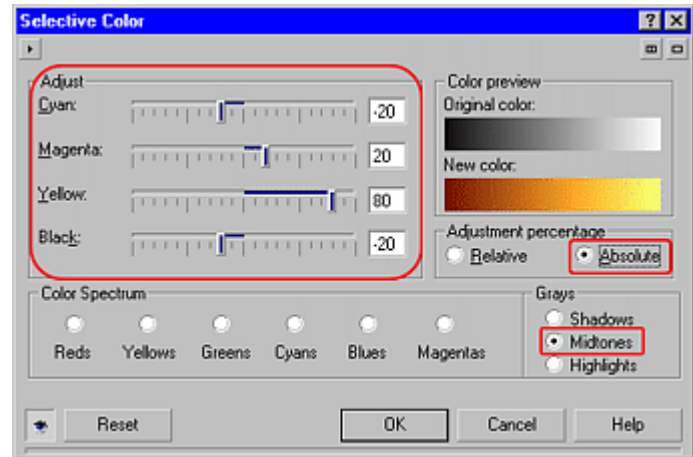 Selective Color
Adjust
Cyan: -20
Magenta: 20
Yellow: 80
Black: -20
Color preview
Original color:
New color:
Adjustment percentage
Relative Absolute
Color Spectrum
Reds Yellows Greens Cyans Blues Magentas
Grays
Shadows
Midtones
Highlights
Reset OK Cancel Help